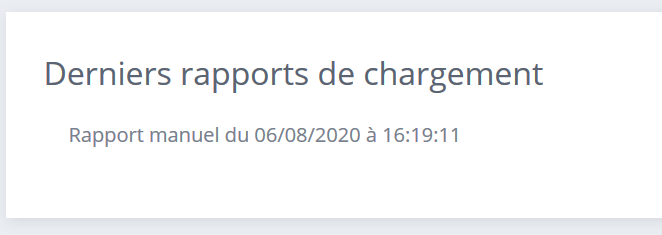 Derniers rapports de chargement
Rapport manuel du 06/08/2020 à 16:19:11